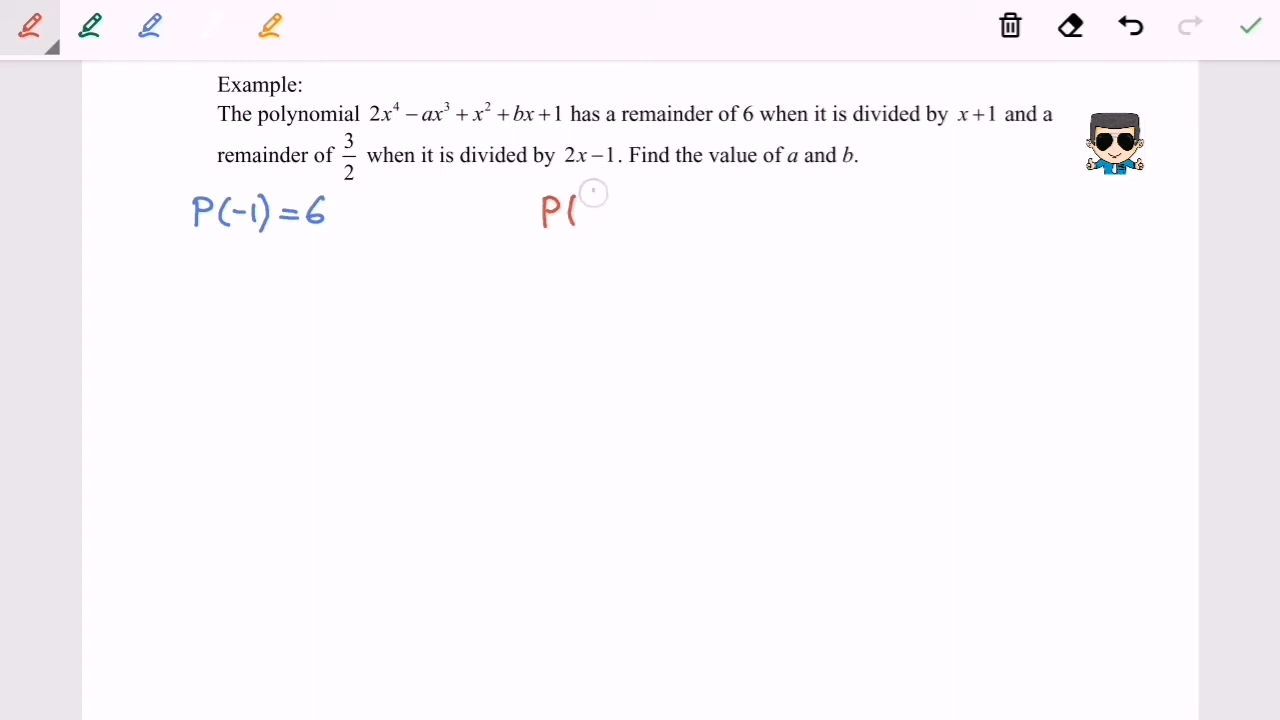 Example:
The polynomial 2x⁴ − ax³ + x² + bx + 1 has a remainder of 6 when it is divided by x + 1 and a
remainder of 3/2 when it is divided by 2x − 1. Find the value of a and b.
P(-1) = 6 P(